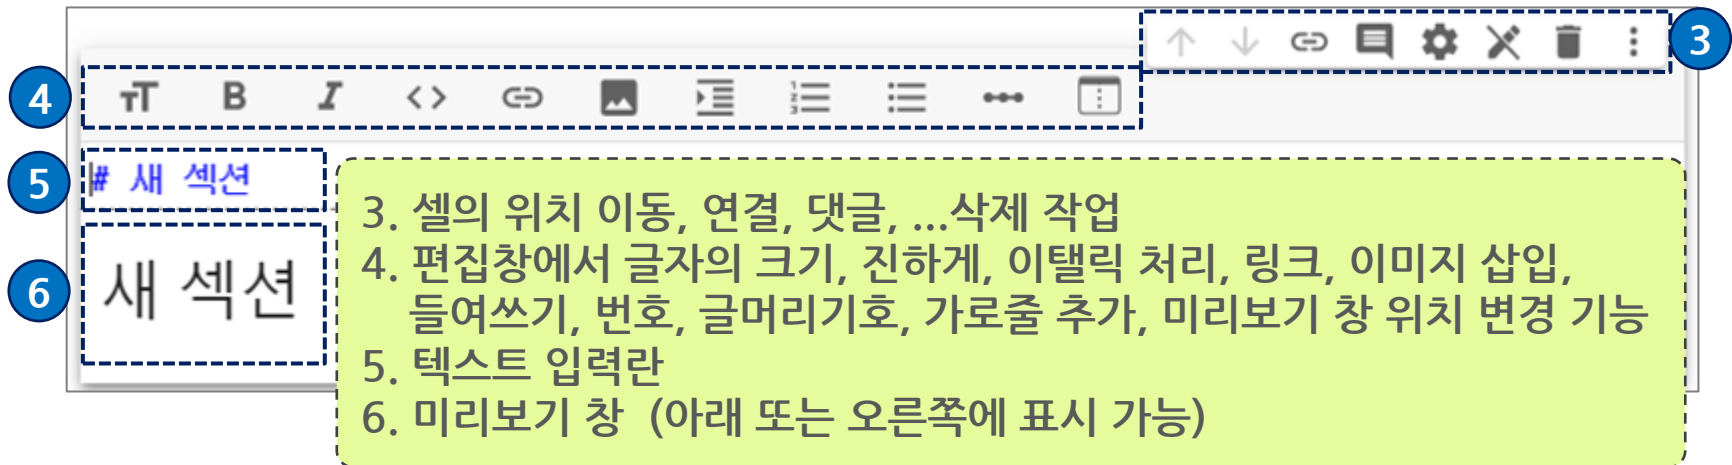 3
4
# 새 섹션
5
새 섹션
6
3. 셀의 위치 이동, 연결, 댓글, ...삭제 작업
4. 편집창에서 글자의 크기, 진하게, 이탤릭 처리, 링크, 이미지 삽입,
들여쓰기, 번호, 글머리기호, 가로줄 추가, 미리보기 창 위치 변경 기능
5. 텍스트 입력란
6. 미리보기 창 (아래 또는 오른쪽에 표시 가능)